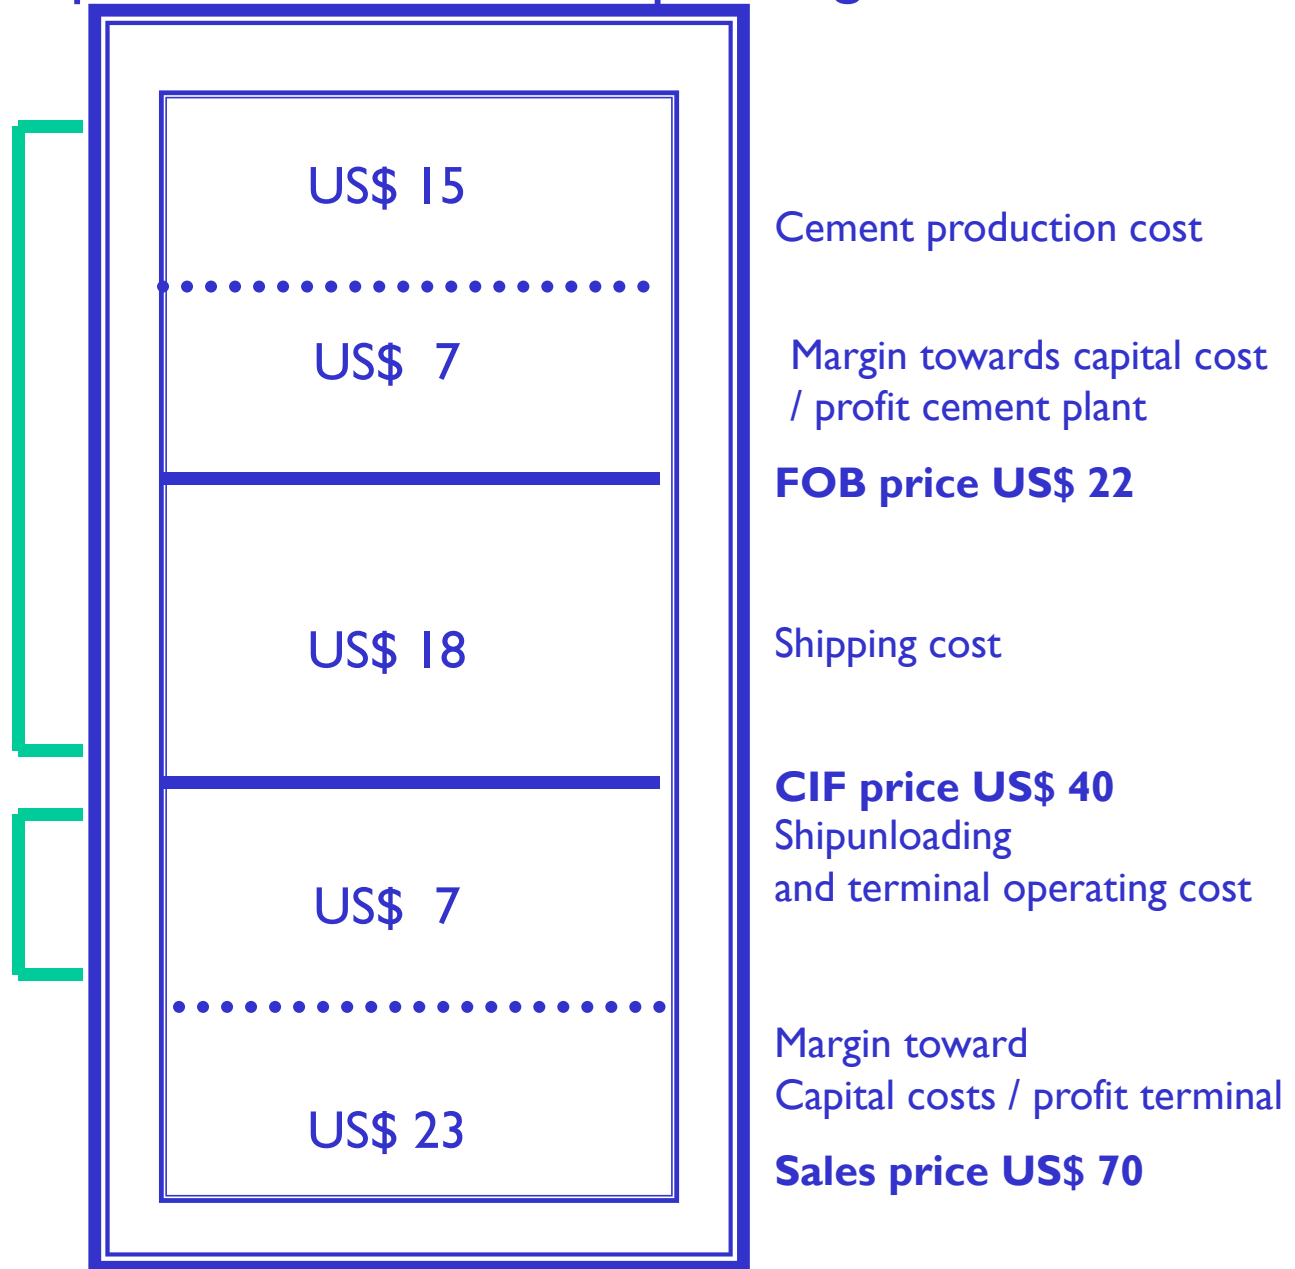 US$ 15
Cement production cost
US$ 7
Margin towards capital cost
/ profit cement plant
FOB price US$ 22
US$ 18
Shipping cost
CIF price US$ 40
Shipunloading
and terminal operating cost
US$ 7
Margin toward
Capital costs / profit terminal
US$ 23
Sales price US$ 70